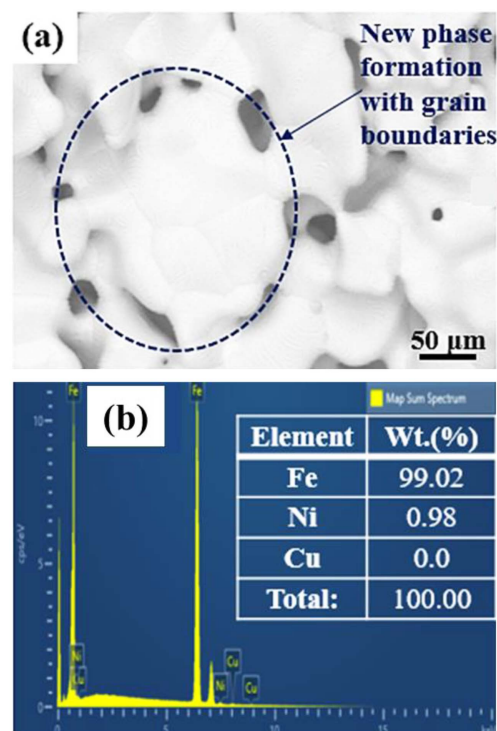 (a)
New phase
formation
with grain
boundaries
50 μm
(b)
Fe
Fe
Map Sum Spectrum
Element Wt.(%)
Fe 99.02
Ni 0.98
Cu 0.0
Total: 100.00
10
5
0
cps/eV
Ni
Cu
Ni
Cu
Cu
0
5
10
15
keV